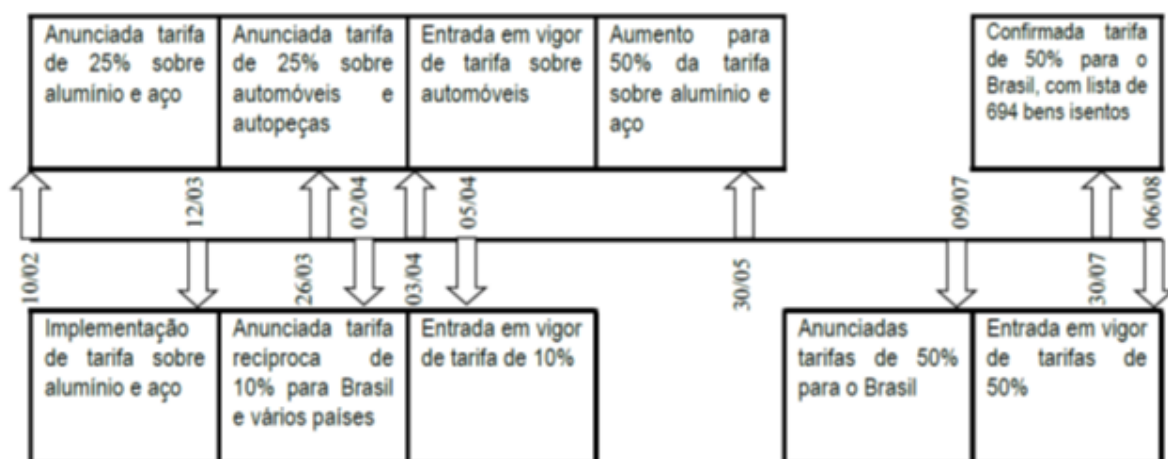 Anunciada tarifa
de 25% sobre
alumínio e aço
Anunciada tarifa
de 25% sobre
automóveis e
autopeças
Entrada em vigor
de tarifa sobre
automóveis
Aumento para
50% da tarifa
sobre alumínio e
aço
Confirmada tarifa
de 50% para o
Brasil, com lista de
694 bens isentos
12/03
02/04
05/04
09/07
06/08
10/02
26/03
03/04
30/05
30/07
Implementação
de tarifa sobre
alumínio e aço
Anunciada tarifa
recíproca de
10% para Brasil
e vários países
Entrada em vigor
de tarifa de 10%
Anunciadas
tarifas de 50%
para o Brasil
Entrada em vigor
de tarifas de
50%